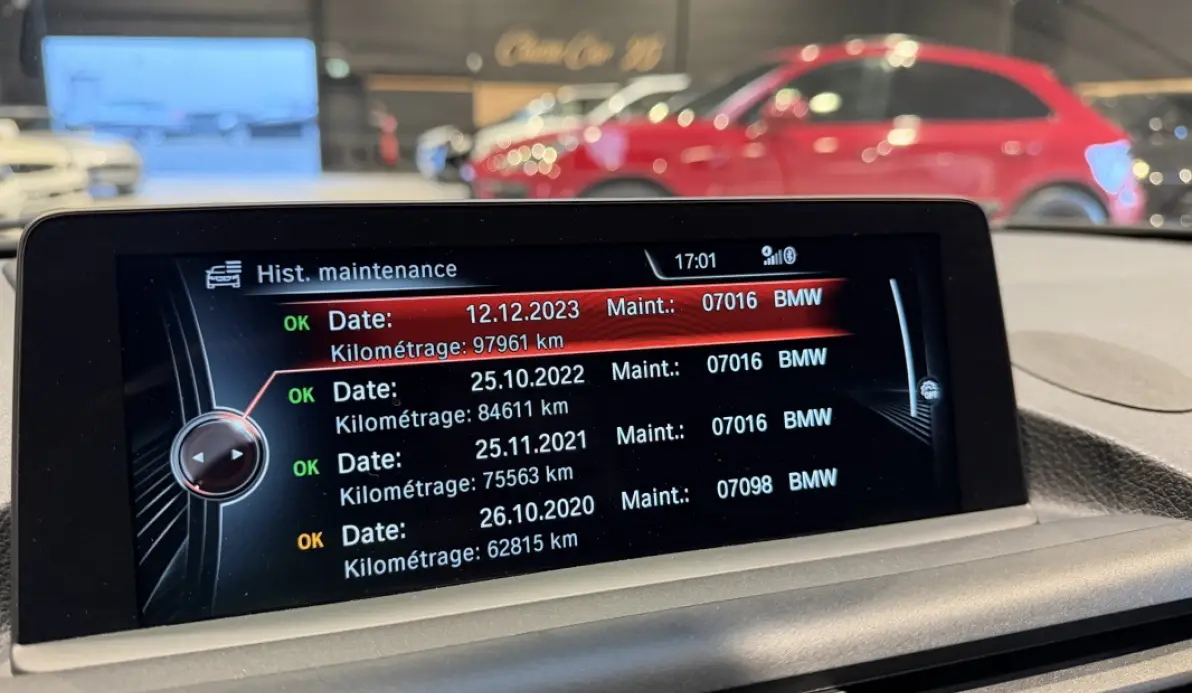 Hist. maintenance 17:01
OK Date: 12.12.2023 Maint.: 07016 BMW
Kilométrage: 97961 km
OK Date: 25.10.2022 Maint.: 07016 BMW
Kilométrage: 84611 km
OK Date: 25.11.2021 Maint.: 07016 BMW
Kilométrage: 75563 km
OK Date: 26.10.2020 Maint.: 07098 BMW
Kilométrage: 62815 km